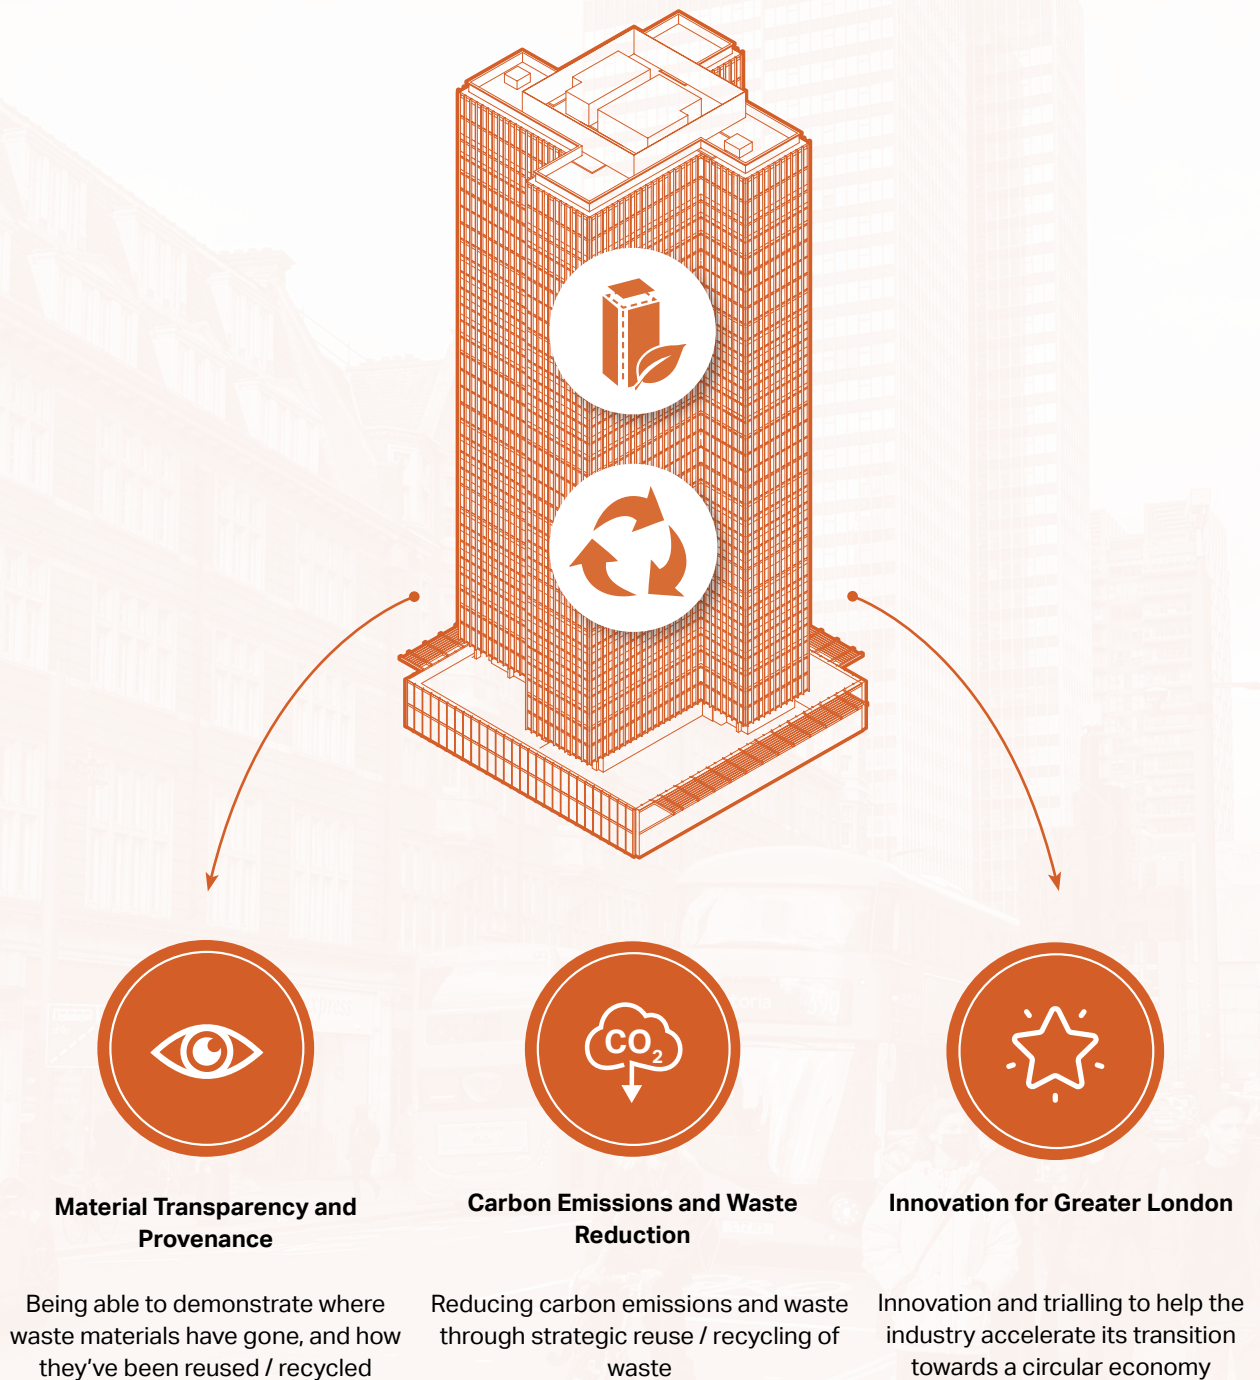 CO2
Material Transparency and
Provenance
Being able to demonstrate where
waste materials have gone, and how
they've been reused / recycled
Carbon Emissions and Waste
Reduction
Reducing carbon emissions and waste
through strategic reuse / recycling of
waste
Innovation for Greater London
Innovation and trialling to help the
industry accelerate its transition
towards a circular economy